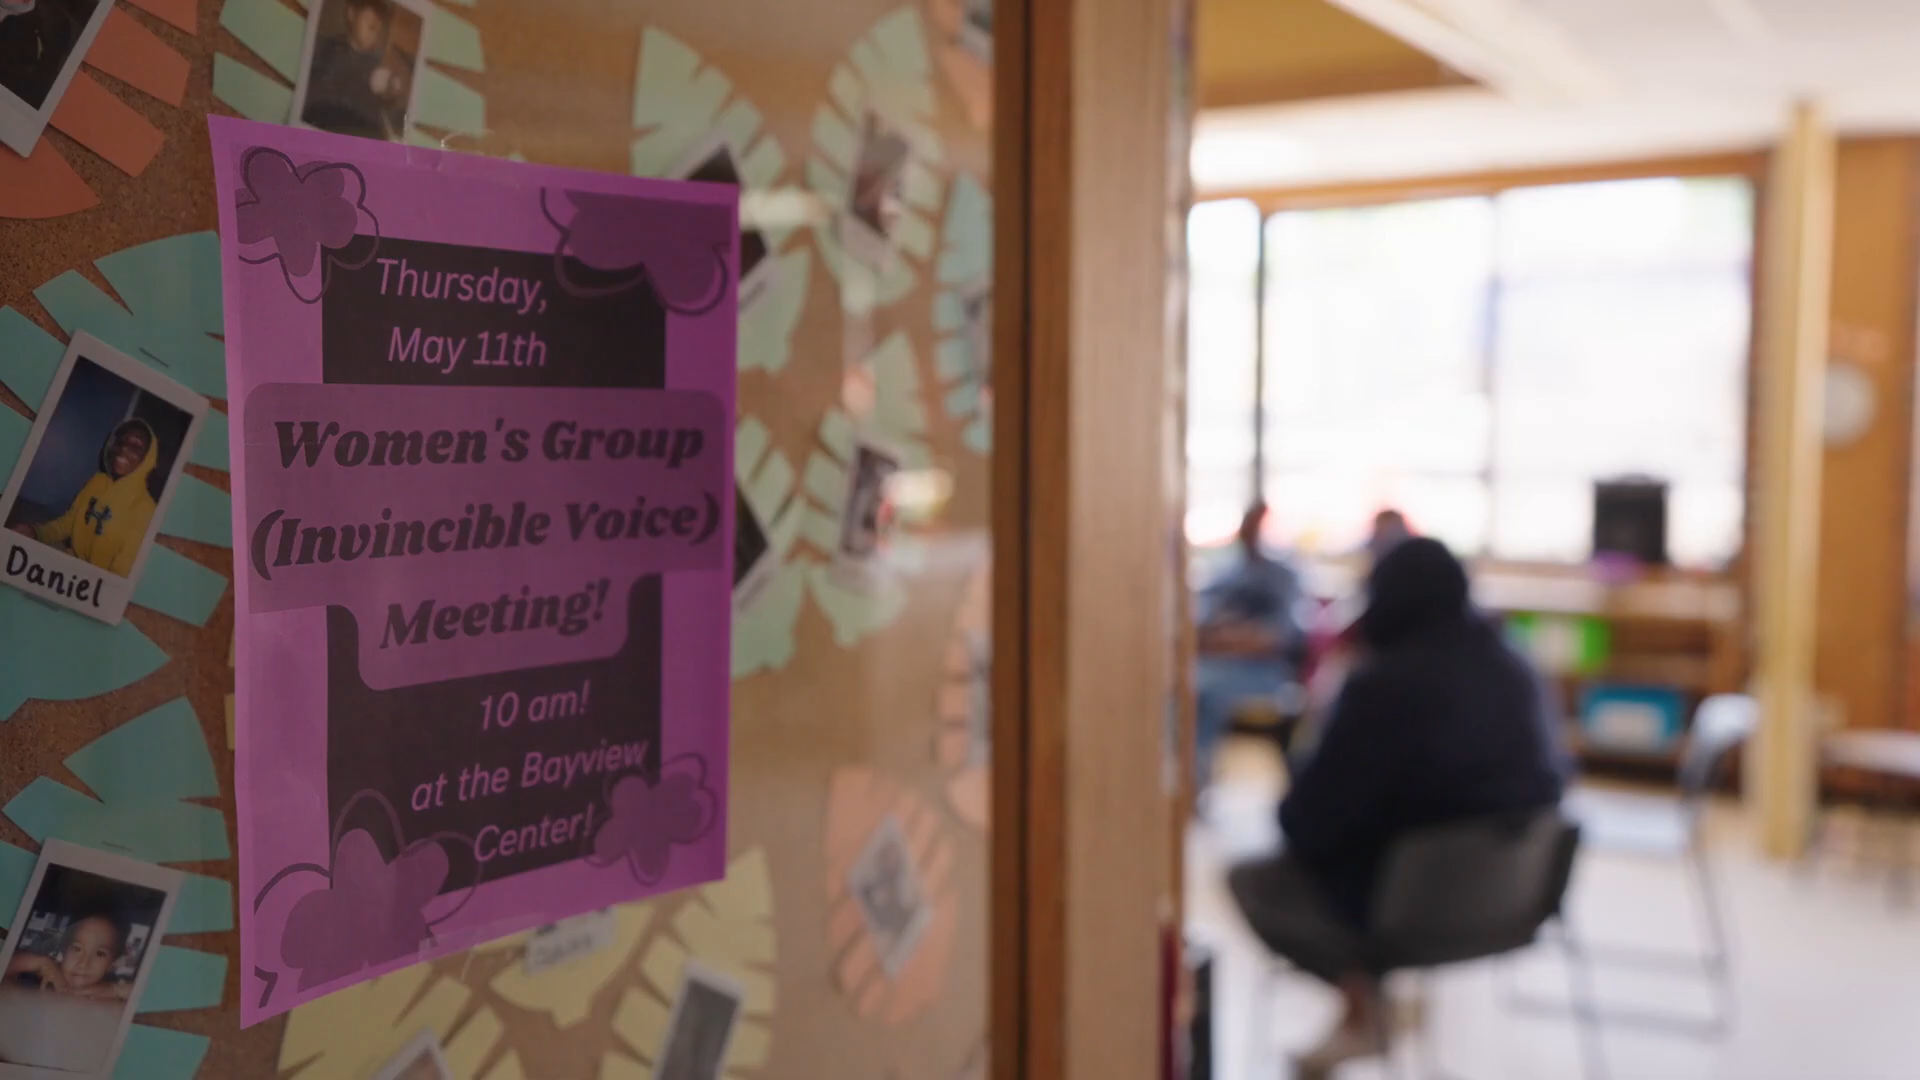 Thursday,
May 11th
Women's Group
(Invincible Voice)
Meeting!
10 am!
at the Bayview
Center!
Daniel